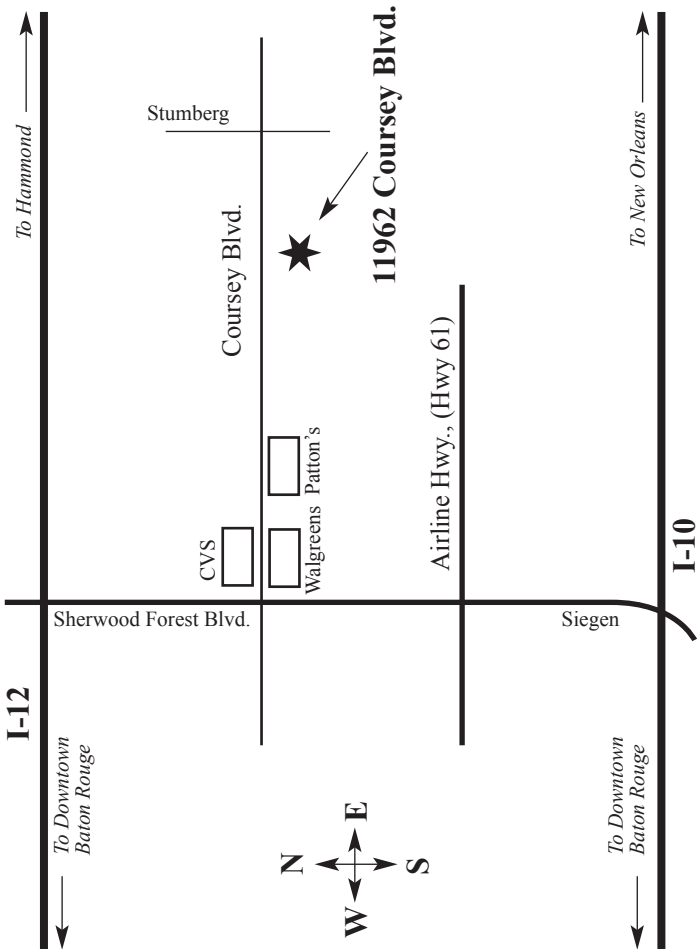 I-12
To Downtown
Baton Rouge
To Hammond
Sherwood Forest Blvd.
CVS
Coursey Blvd.
Stumberg
Walgreens
Patton's
11962 Coursey Blvd.
Airline Hwy., (Hwy 61)
N
W
E
S
Siegen
To Downtown
Baton Rouge
I-10
To New Orleans